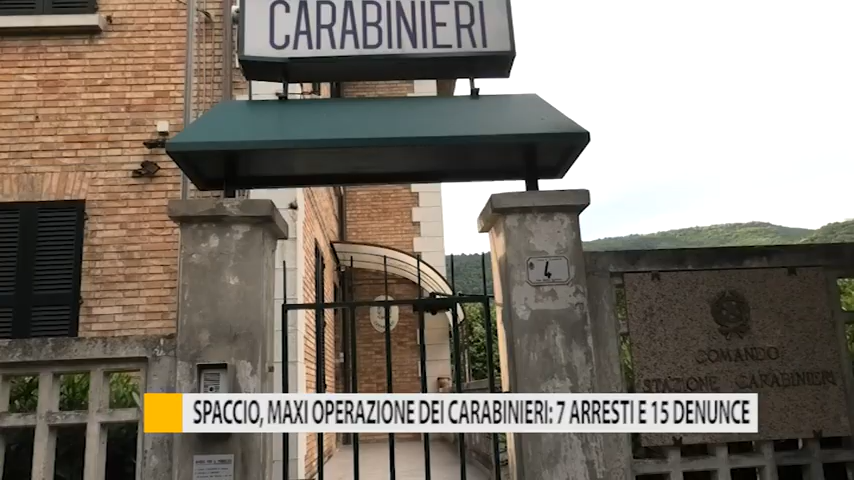 CARABINIERI
4
COMANDO
STAZIONE CARABINIERI
SPACCIO, MAXI OPERAZIONE DEI CARABINIERI: 7 ARRESTI E 15 DENUNCE